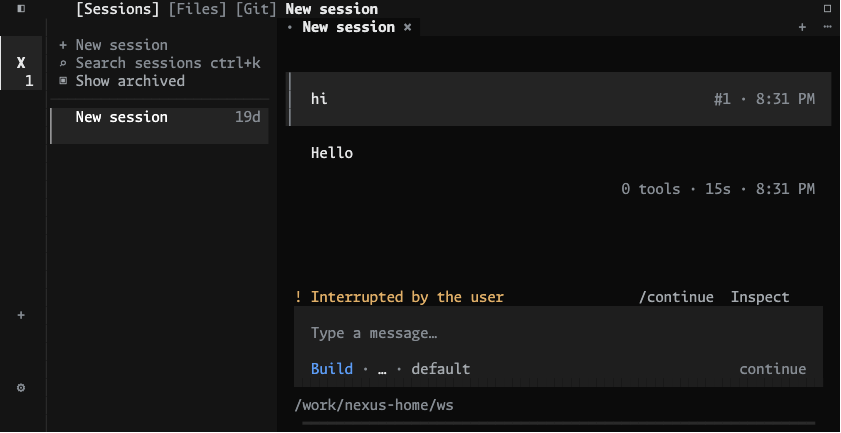 [Sessions] [Files] [Git] New session
• New session ×
+ …
+ New session
X
⌕ Search sessions ctrl+k
1
▣ Show archived
New session 19d
hi #1 · 8:31 PM
Hello
0 tools · 15s · 8:31 PM
! Interrupted by the user /continue Inspect
+
Type a message…
Build · … · default continue
/work/nexus-home/ws